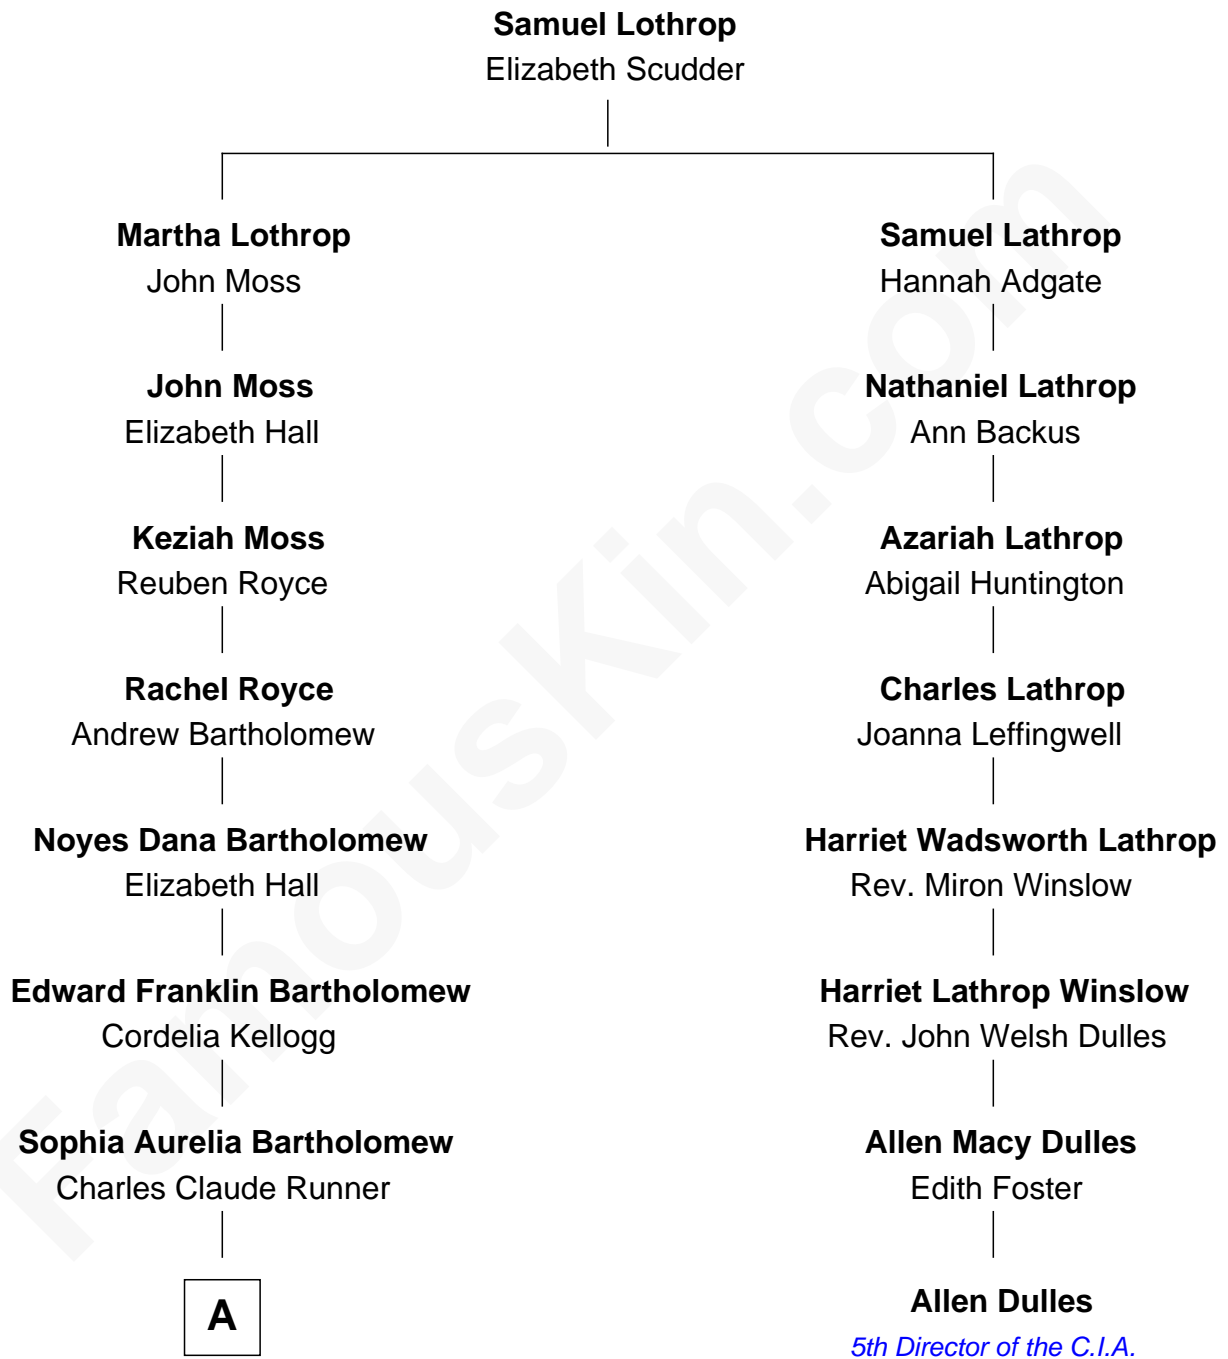 Samuel Lothrop
Elizabeth Scudder
Martha Lothrop
John Moss
Samuel Lathrop
Hannah Adgate
John Moss
Elizabeth Hall
Nathaniel Lathrop
Ann Backus
Keziah Moss
Reuben Royce
Azariah Lathrop
Abigail Huntington
Rachel Royce
Andrew Bartholomew
Charles Lathrop
Joanna Leffingwell
Noyes Dana Bartholomew
Elizabeth Hall
Harriet Wadsworth Lathrop
Rev. Miron Winslow
Edward Franklin Bartholomew
Cordelia Kellogg
Harriet Lathrop Winslow
Rev. John Welsh Dulles
Sophia Aurelia Bartholomew
Charles Claude Runner
Allen Macy Dulles
Edith Foster
A
Allen Dulles
5th Director of the C.I.A.
FamousKin.com